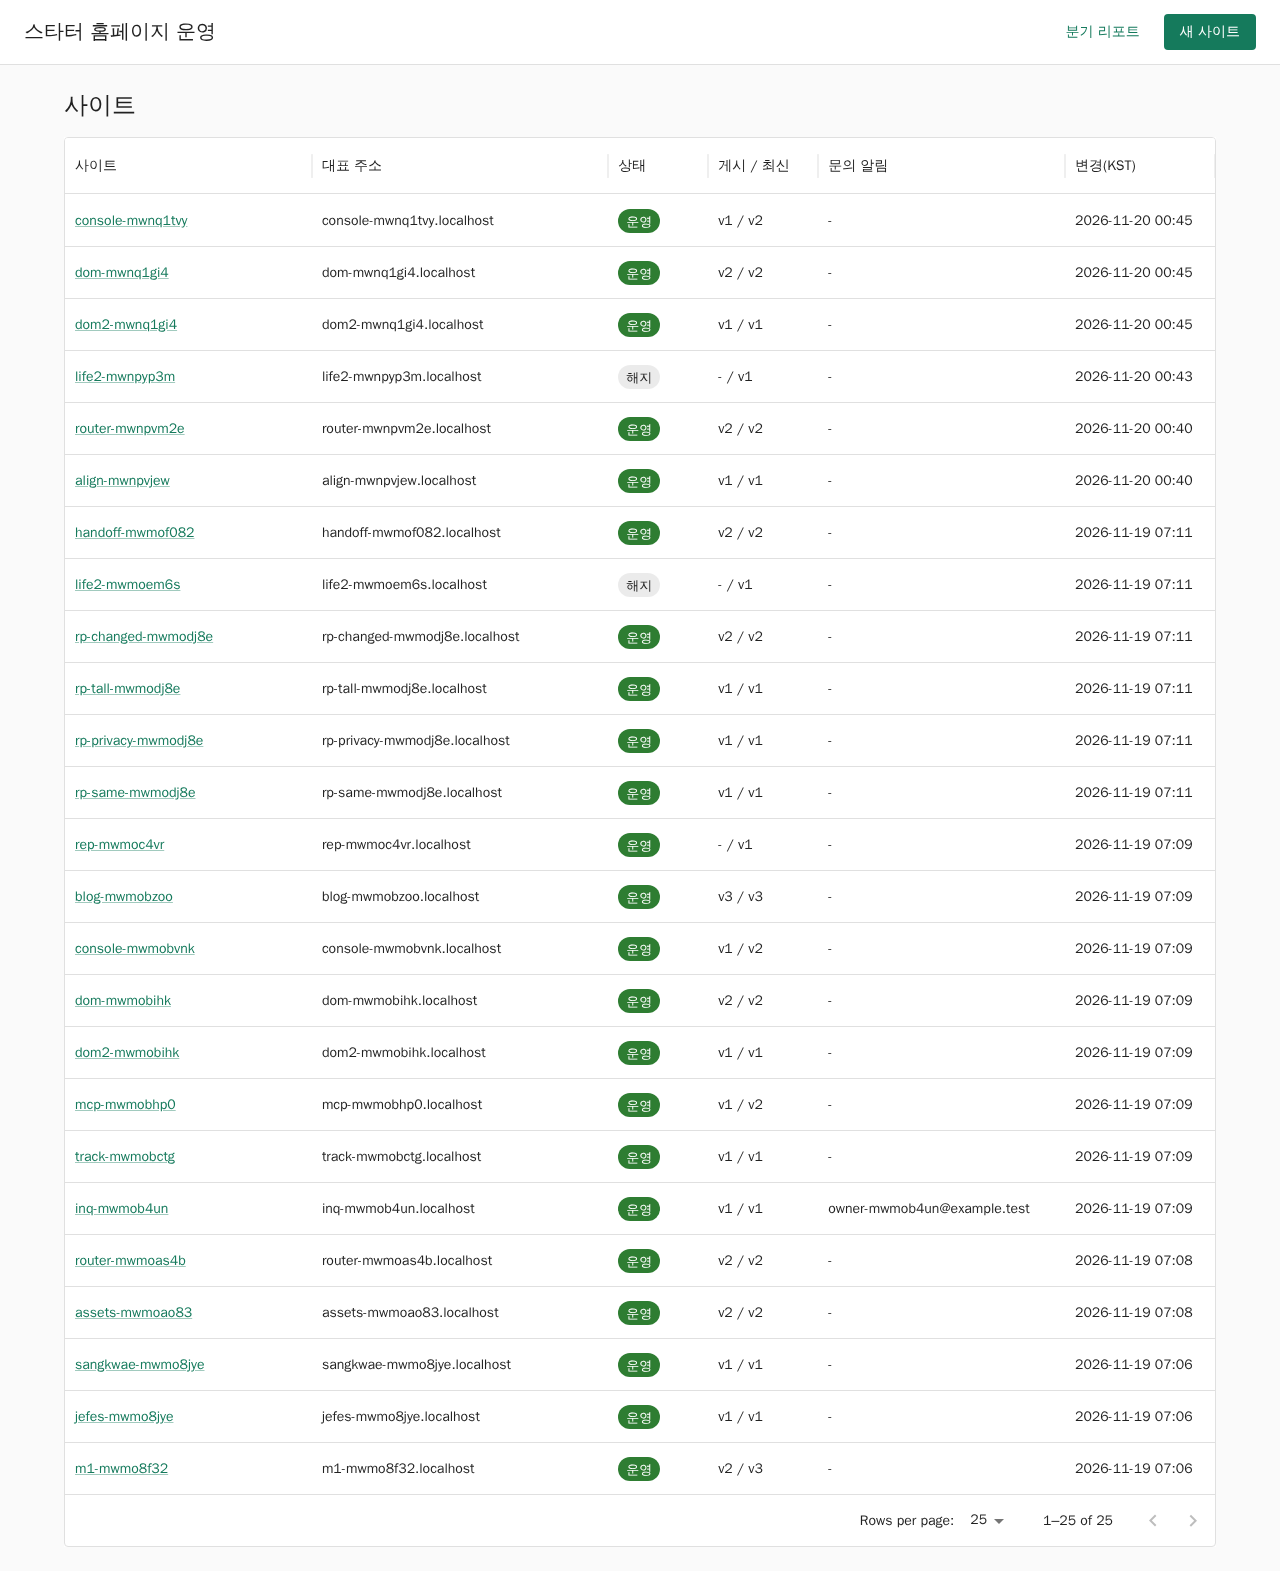 스타터 홈페이지 운영
분기 리포트
새 사이트
사이트
사이트 대표 주소 상태 게시 / 최신 문의 알림 변경(KST)
console-mwnq1tvy console-mwnq1tvy.localhost 운영 v1 / v2 - 2026-11-20 00:45
dom-mwnq1gi4 dom-mwnq1gi4.localhost 운영 v2 / v2 - 2026-11-20 00:45
dom2-mwnq1gi4 dom2-mwnq1gi4.localhost 운영 v1 / v1 - 2026-11-20 00:45
life2-mwnpyp3m life2-mwnpyp3m.localhost 해지 - / v1 - 2026-11-20 00:43
router-mwnpvm2e router-mwnpvm2e.localhost 운영 v2 / v2 - 2026-11-20 00:40
align-mwnpvjew align-mwnpvjew.localhost 운영 v1 / v1 - 2026-11-20 00:40
handoff-mwmof082 handoff-mwmof082.localhost 운영 v2 / v2 - 2026-11-19 07:11
life2-mwmoem6s life2-mwmoem6s.localhost 해지 - / v1 - 2026-11-19 07:11
rp-changed-mwmodj8e rp-changed-mwmodj8e.localhost 운영 v2 / v2 - 2026-11-19 07:11
rp-tall-mwmodj8e rp-tall-mwmodj8e.localhost 운영 v1 / v1 - 2026-11-19 07:11
rp-privacy-mwmodj8e rp-privacy-mwmodj8e.localhost 운영 v1 / v1 - 2026-11-19 07:11
rp-same-mwmodj8e rp-same-mwmodj8e.localhost 운영 v1 / v1 - 2026-11-19 07:11
rep-mwmoc4vr rep-mwmoc4vr.localhost 운영 - / v1 - 2026-11-19 07:09
blog-mwmobzoo blog-mwmobzoo.localhost 운영 v3 / v3 - 2026-11-19 07:09
console-mwmobvnk console-mwmobvnk.localhost 운영 v1 / v2 - 2026-11-19 07:09
dom-mwmobihk dom-mwmobihk.localhost 운영 v2 / v2 - 2026-11-19 07:09
dom2-mwmobihk dom2-mwmobihk.localhost 운영 v1 / v1 - 2026-11-19 07:09
mcp-mwmobhp0 mcp-mwmobhp0.localhost 운영 v1 / v2 - 2026-11-19 07:09
track-mwmobctg track-mwmobctg.localhost 운영 v1 / v1 - 2026-11-19 07:09
inq-mwmob4un inq-mwmob4un.localhost 운영 v1 / v1 owner-mwmob4un@example.test 2026-11-19 07:09
router-mwmoas4b router-mwmoas4b.localhost 운영 v2 / v2 - 2026-11-19 07:08
assets-mwmoao83 assets-mwmoao83.localhost 운영 v2 / v2 - 2026-11-19 07:08
sangkwae-mwmo8jye sangkwae-mwmo8jye.localhost 운영 v1 / v1 - 2026-11-19 07:06
jefes-mwmo8jye jefes-mwmo8jye.localhost 운영 v1 / v1 - 2026-11-19 07:06
m1-mwmo8f32 m1-mwmo8f32.localhost 운영 v2 / v3 - 2026-11-19 07:06
Rows per page: 25 1–25 of 25